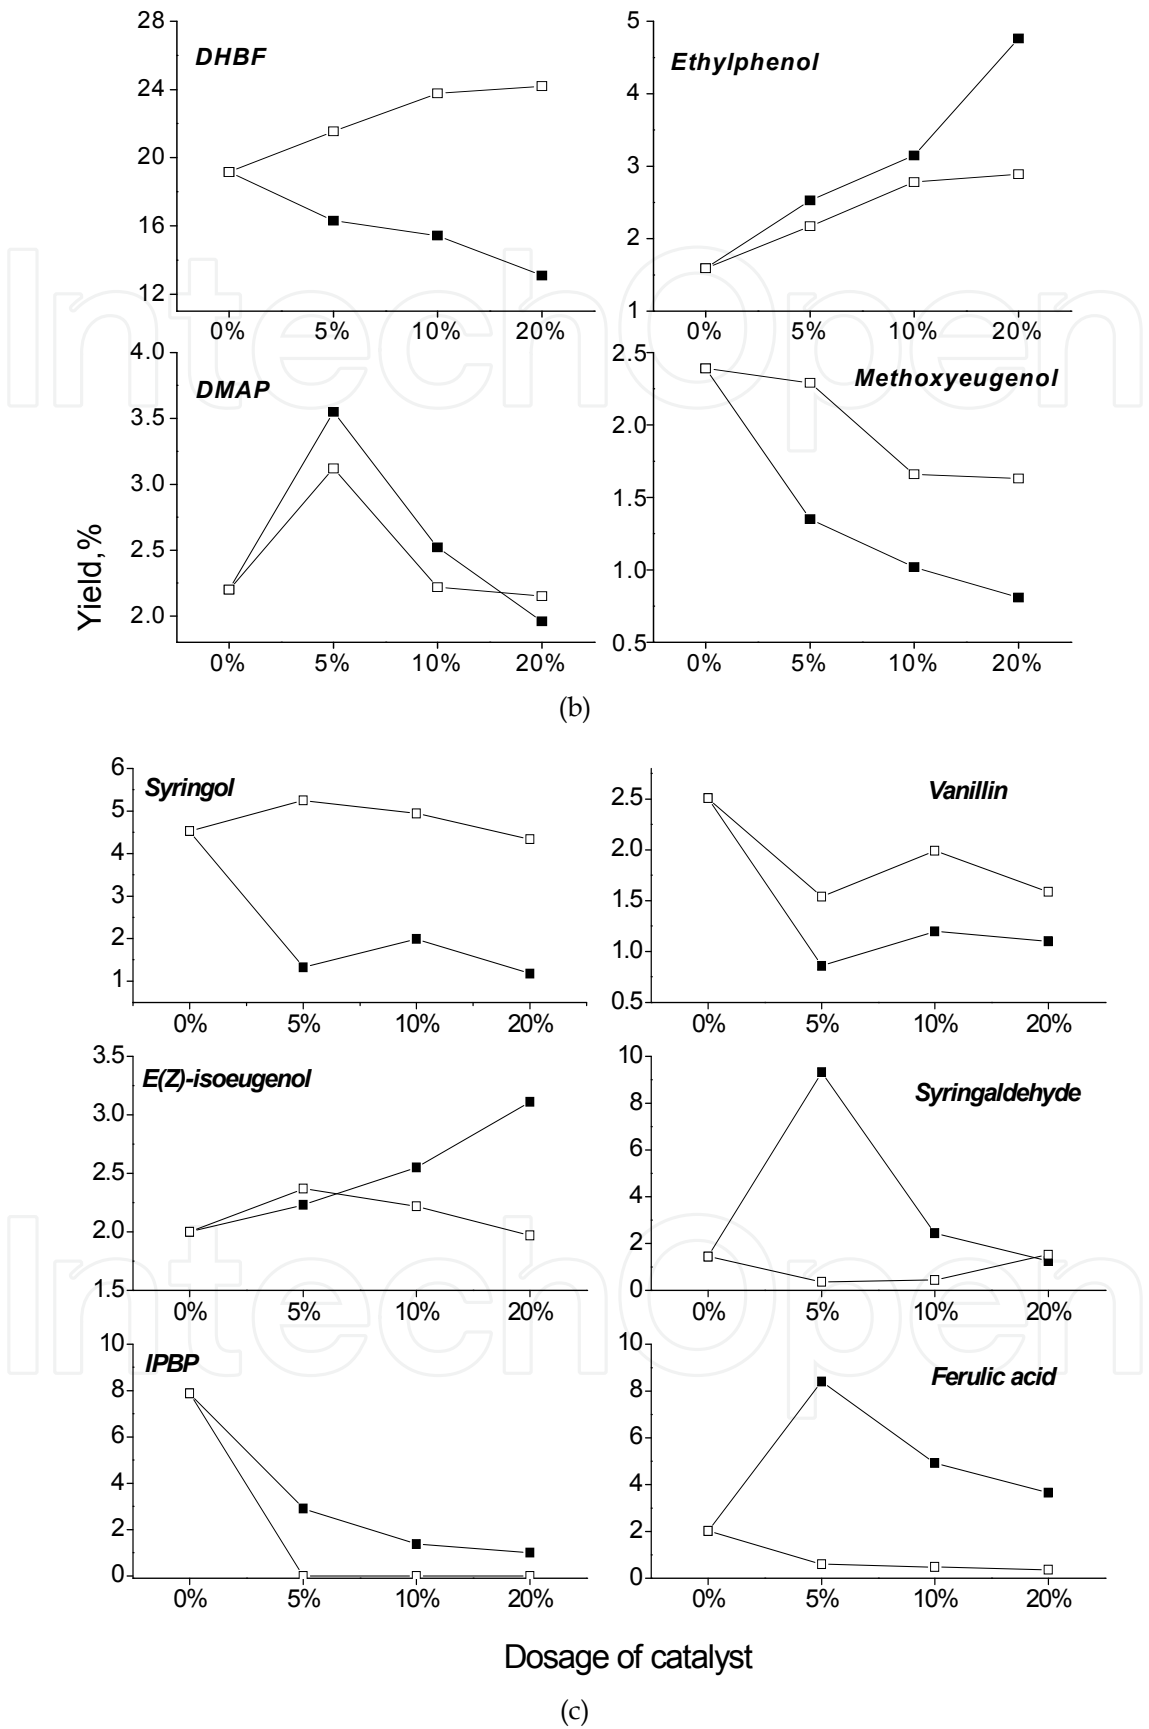 28
24
20
16
12
DHBF
0% 5% 10% 20%
5
4
3
2
1
Ethylphenol
0% 5% 10% 20%
4.0
3.5
3.0
2.5
2.0
DMAP
0% 5% 10% 20%
2.5
2.0
1.5
1.0
0.5
Methoxyeugenol
0% 5% 10% 20%
Yield,%
(b)
6
5
4
3
2
1
Syringol
0% 5% 10% 20%
2.5
2.0
1.5
1.0
0.5
Vanillin
0% 5% 10% 20%
3.5
3.0
2.5
2.0
1.5
E(Z)-isoeugenol
0% 5% 10% 20%
10
8
6
4
2
0
Syringaldehyde
0% 5% 10% 20%
10
8
6
4
2
0
IPBP
0% 5% 10% 20%
10
8
6
4
2
0
Ferulic acid
0% 5% 10% 20%
Dosage of catalyst
(c)
IntechOpen
IntechOpen